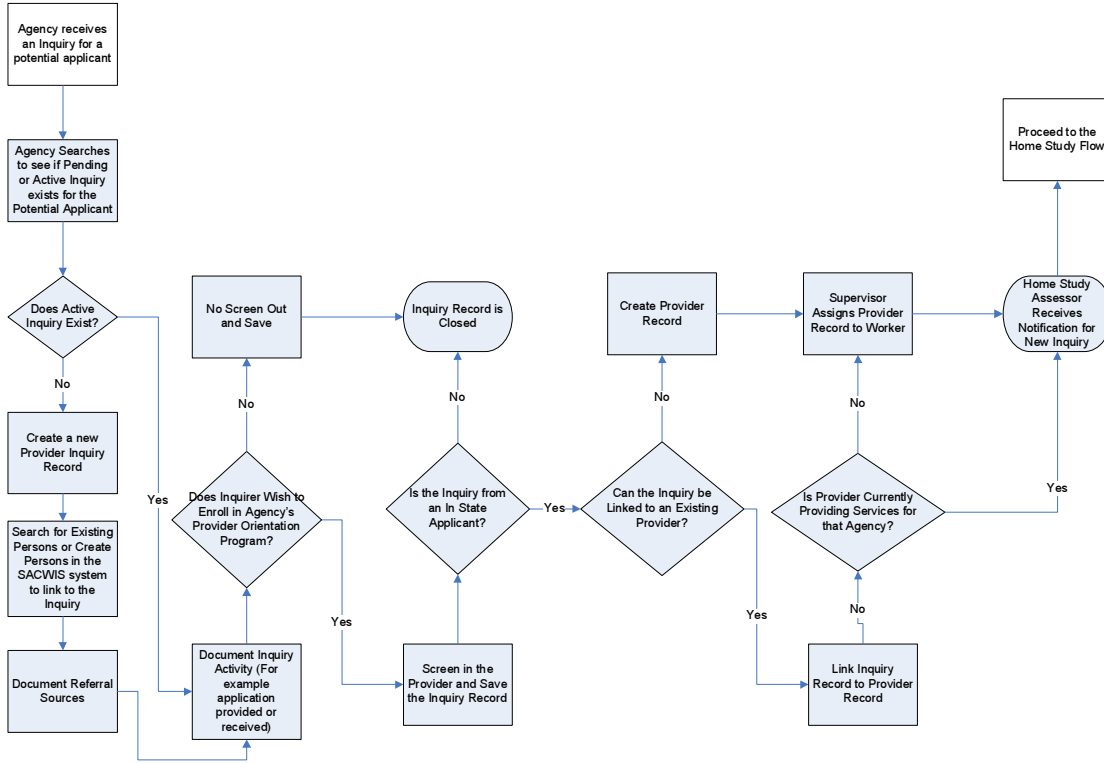 Agency receives
an Inquiry for a
potential applicant
Agency Searches
to see if Pending
or Active Inquiry
exists for the
Potential Applicant
Does Active
Inquiry Exist?
No
Yes
Create a new
Provider Inquiry
Record
Search for Existing
Persons or Create
Persons in the
SACWIS system
to link to the
Inquiry
Document Referral
Sources
Document Inquiry
Activity (For
example
application
provided or
received)
Does Inquirer Wish to
Enroll in Agency's
Provider Orientation
Program?
No
Yes
No Screen Out
and Save
Inquiry Record is
Closed
Screen in the
Provider and Save
the Inquiry Record
Is the Inquiry from
an In State
Applicant?
No
Yes
Can the Inquiry be
Linked to an Existing
Provider?
No
Yes
Create Provider
Record
Link Inquiry
Record to Provider
Record
No
Is Provider Currently
Providing Services for
that Agency?
No
Yes
Supervisor
Assigns Provider
Record to Worker
Home Study
Assessor
Receives
Notification for
New Inquiry
Proceed to the
Home Study Flow